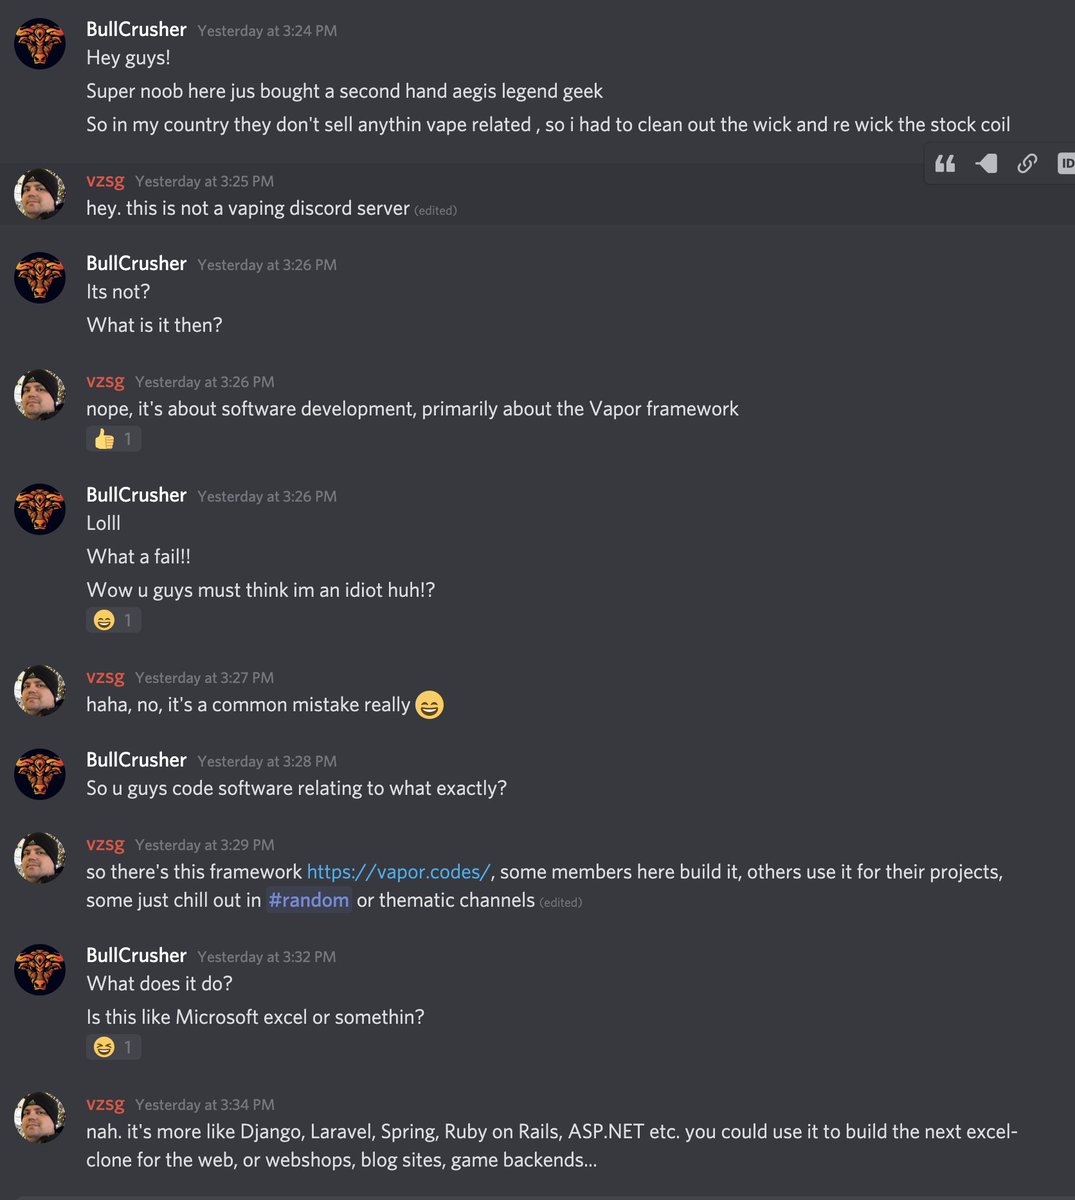 BullCrusher Yesterday at 3:24 PM
Hey guys!
Super noob here jus bought a second hand aegis legend geek
So in my country they don't sell anythin vape related , so i had to clean out the wick and re wick the stock coil
ID
vzsg Yesterday at 3:25 PM
hey. this is not a vaping discord server (edited)
BullCrusher Yesterday at 3:26 PM
Its not?
What is it then?
vzsg Yesterday at 3:26 PM
nope, it's about software development, primarily about the Vapor framework
👍 1
BullCrusher Yesterday at 3:26 PM
Lolll
What a fail!!
Wow u guys must think im an idiot huh!?
😄 1
vzsg Yesterday at 3:27 PM
haha, no, it's a common mistake really 😄
BullCrusher Yesterday at 3:28 PM
So u guys code software relating to what exactly?
vzsg Yesterday at 3:29 PM
so there's this framework https://vapor.codes/, some members here build it, others use it for their projects,
some just chill out in #random or thematic channels (edited)
BullCrusher Yesterday at 3:32 PM
What does it do?
Is this like Microsoft excel or somethin?
😆 1
vzsg Yesterday at 3:34 PM
nah. it's more like Django, Laravel, Spring, Ruby on Rails, ASP.NET etc. you could use it to build the next excel-
clone for the web, or webshops, blog sites, game backends...